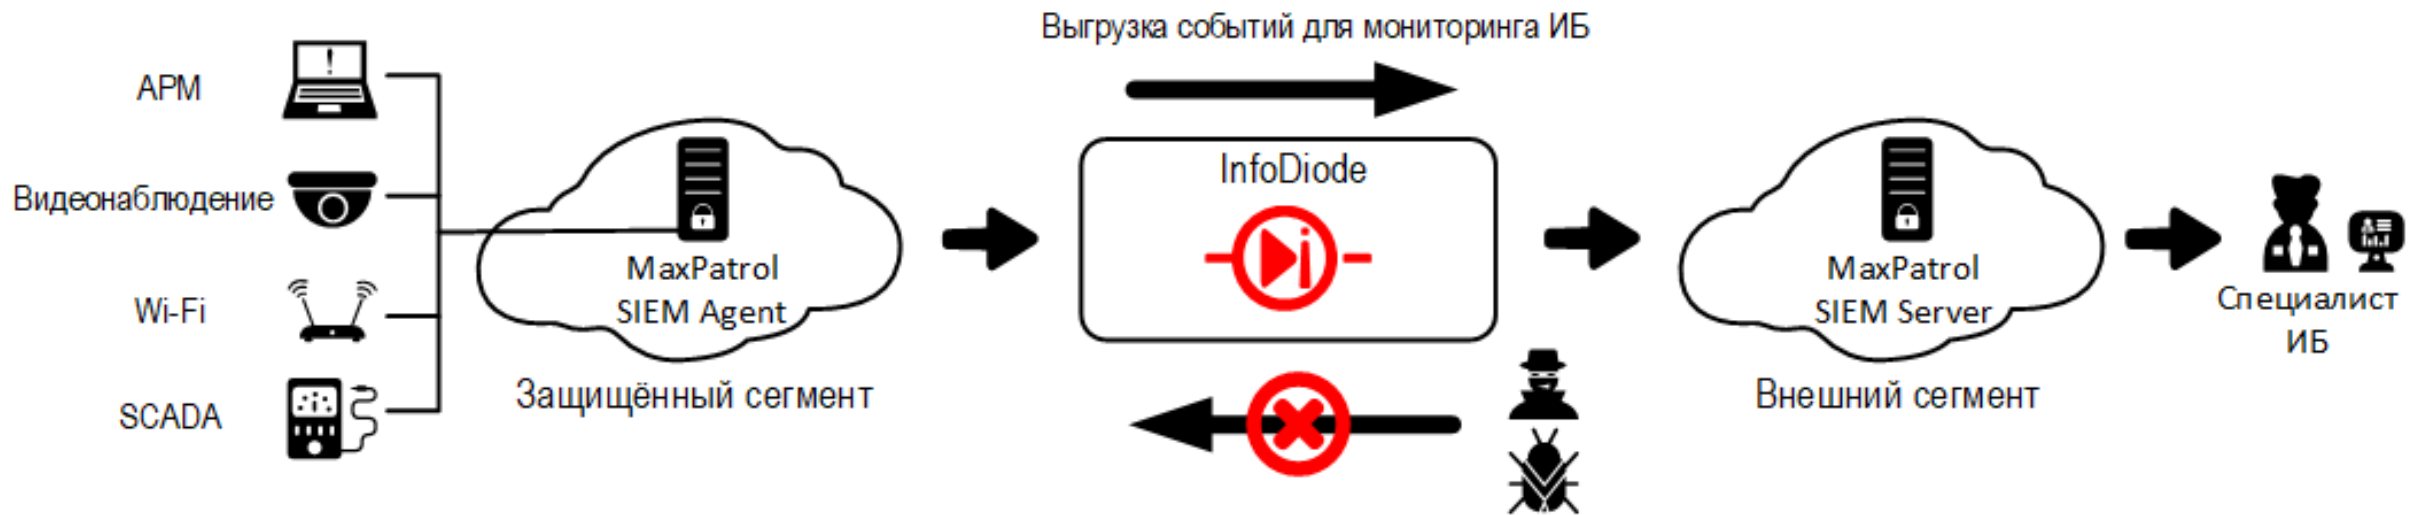 Выгрузка событий для мониторинга ИБ
АРМ
Видеонаблюдение
Wi-Fi
SCADA
MaxPatrol
SIEM Agent
Защищённый сегмент
InfoDiode
MaxPatrol
SIEM Server
Внешний сегмент
Специалист
ИБ